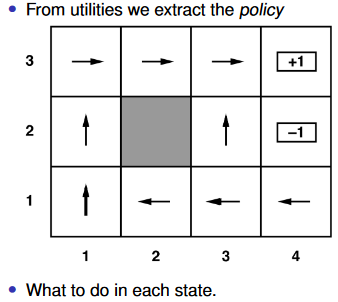 • From utilities we extract the policy
3
+1
2
−1
1
1 2 3 4
• What to do in each state.